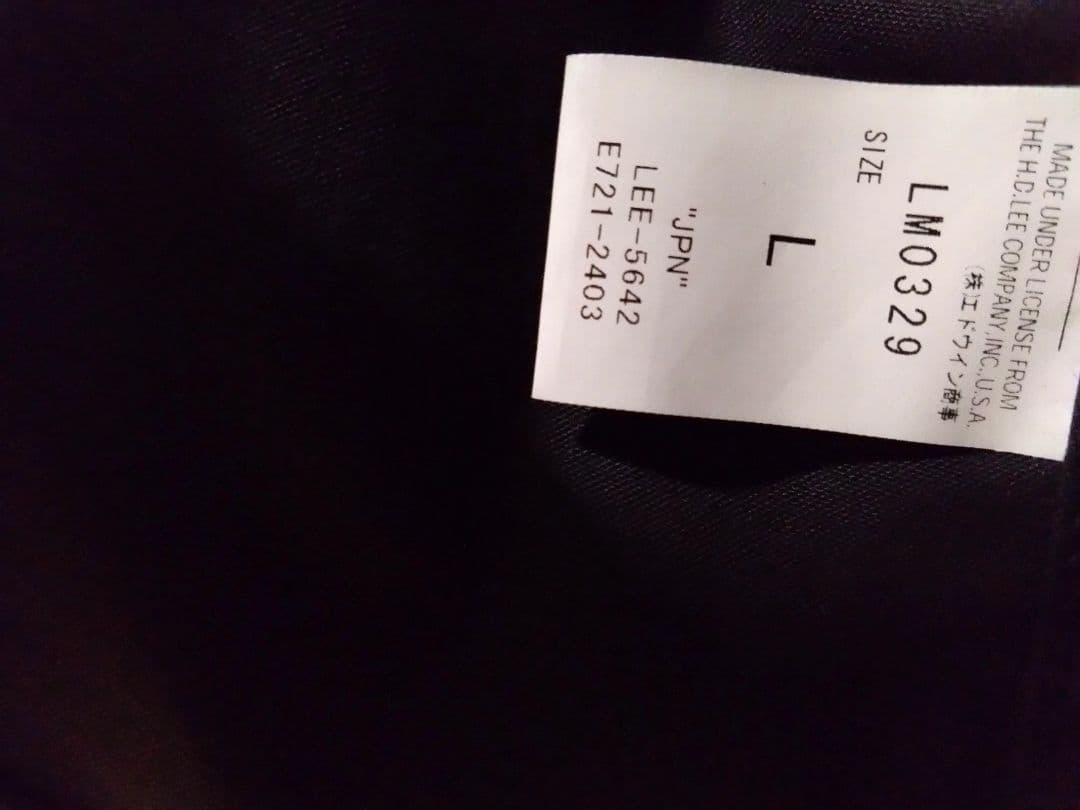 MADE UNDER LICENSE FROM
THE H.D.LEE COMPANY,INC.,U.S.A.
(株)エドウイン商事
LM0329
SIZE
L
"JPN"
LEE-5642
E721-2403